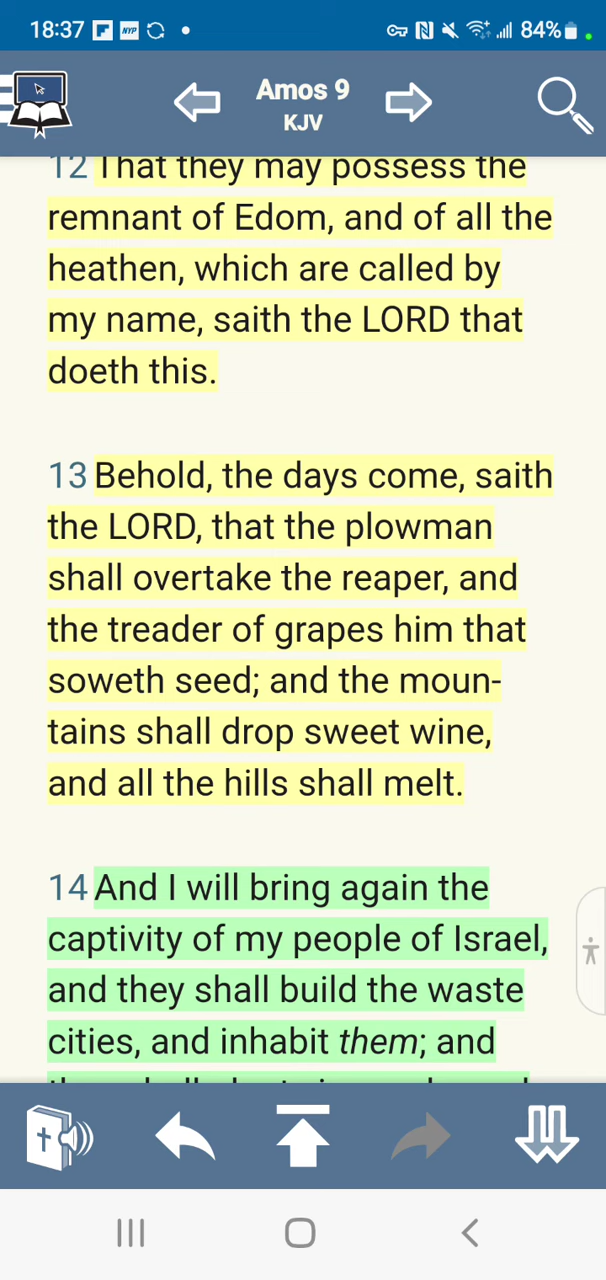 18:37 NYP 84%
Amos 9
KJV
12 That they may possess the
remnant of Edom, and of all the
heathen, which are called by
my name, saith the LORD that
doeth this.
13 Behold, the days come, saith
the LORD, that the plowman
shall overtake the reaper, and
the treader of grapes him that
soweth seed; and the moun-
tains shall drop sweet wine,
and all the hills shall melt.
14 And I will bring again the
captivity of my people of Israel,
and they shall build the waste
cities, and inhabit them; and